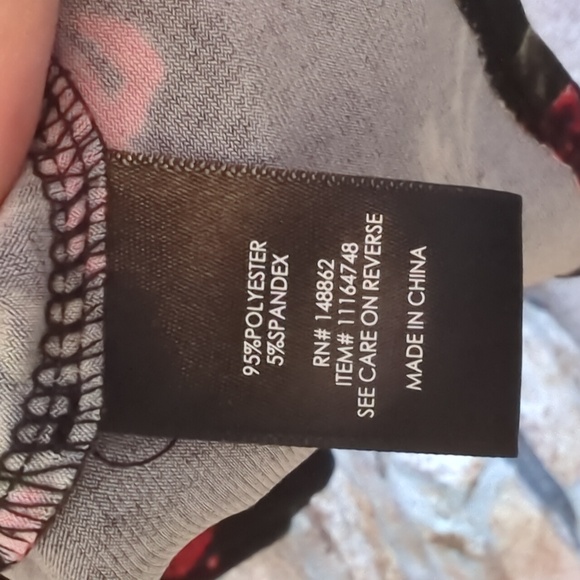 95%POLYESTER
5%SPANDEX
RN# 148862
ITEM# 11164748
SEE CARE ON REVERSE
MADE IN CHINA